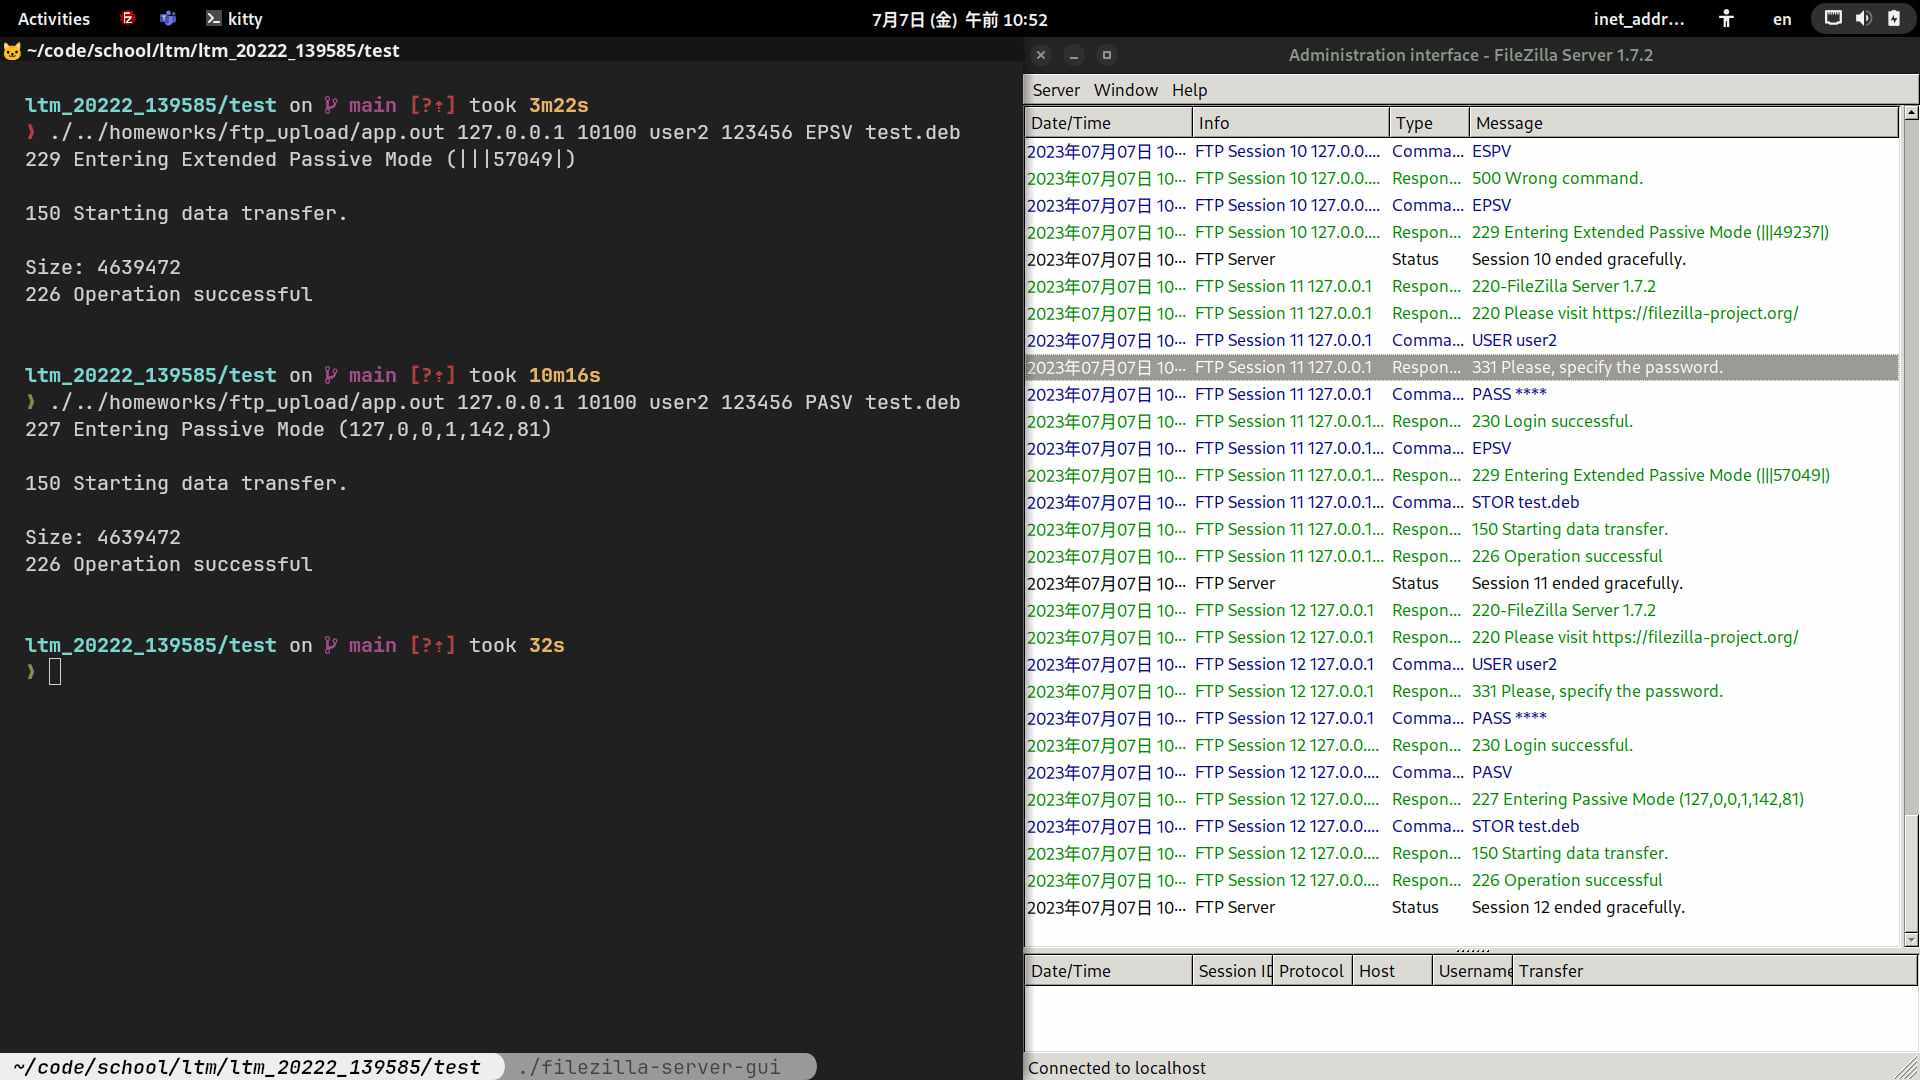 Activities kitty 7月7日 (金) 午前 10:52 inet_addr... en
~/code/school/ltm/ltm_20222_139585/test
ltm_20222_139585/test on main [?⇡] took 3m22s
❯ ./../homeworks/ftp_upload/app.out 127.0.0.1 10100 user2 123456 EPSV test.deb
229 Entering Extended Passive Mode (|||57049|)
150 Starting data transfer.
Size: 4639472
226 Operation successful
ltm_20222_139585/test on main [?⇡] took 10m16s
❯ ./../homeworks/ftp_upload/app.out 127.0.0.1 10100 user2 123456 PASV test.deb
227 Entering Passive Mode (127,0,0,1,142,81)
150 Starting data transfer.
Size: 4639472
226 Operation successful
ltm_20222_139585/test on main [?⇡] took 32s
❯
~/code/school/ltm/ltm_20222_139585/test ./filezilla-server-gui
Administration interface - FileZilla Server 1.7.2
Server Window Help
Date/Time Info Type Message
2023年07月07日 10... FTP Session 10 127.0.0.... Comma... ESPV
2023年07月07日 10... FTP Session 10 127.0.0.... Respon... 500 Wrong command.
2023年07月07日 10... FTP Session 10 127.0.0.... Comma... EPSV
2023年07月07日 10... FTP Session 10 127.0.0.... Respon... 229 Entering Extended Passive Mode (|||49237|)
2023年07月07日 10... FTP Server Status Session 10 ended gracefully.
2023年07月07日 10... FTP Session 11 127.0.0.1 Respon... 220-FileZilla Server 1.7.2
2023年07月07日 10... FTP Session 11 127.0.0.1 Respon... 220 Please visit https://filezilla-project.org/
2023年07月07日 10... FTP Session 11 127.0.0.1 Comma... USER user2
2023年07月07日 10... FTP Session 11 127.0.0.1 Respon... 331 Please, specify the password.
2023年07月07日 10... FTP Session 11 127.0.0.1 Comma... PASS ****
2023年07月07日 10... FTP Session 11 127.0.0.1... Respon... 230 Login successful.
2023年07月07日 10... FTP Session 11 127.0.0.1... Comma... EPSV
2023年07月07日 10... FTP Session 11 127.0.0.1... Respon... 229 Entering Extended Passive Mode (|||57049|)
2023年07月07日 10... FTP Session 11 127.0.0.1... Comma... STOR test.deb
2023年07月07日 10... FTP Session 11 127.0.0.1... Respon... 150 Starting data transfer.
2023年07月07日 10... FTP Session 11 127.0.0.1... Respon... 226 Operation successful
2023年07月07日 10... FTP Server Status Session 11 ended gracefully.
2023年07月07日 10... FTP Session 12 127.0.0.1 Respon... 220-FileZilla Server 1.7.2
2023年07月07日 10... FTP Session 12 127.0.0.1 Respon... 220 Please visit https://filezilla-project.org/
2023年07月07日 10... FTP Session 12 127.0.0.1 Comma... USER user2
2023年07月07日 10... FTP Session 12 127.0.0.1 Respon... 331 Please, specify the password.
2023年07月07日 10... FTP Session 12 127.0.0.1 Comma... PASS ****
2023年07月07日 10... FTP Session 12 127.0.0.... Respon... 230 Login successful.
2023年07月07日 10... FTP Session 12 127.0.0.... Comma... PASV
2023年07月07日 10... FTP Session 12 127.0.0.... Respon... 227 Entering Passive Mode (127,0,0,1,142,81)
2023年07月07日 10... FTP Session 12 127.0.0.... Comma... STOR test.deb
2023年07月07日 10... FTP Session 12 127.0.0.... Respon... 150 Starting data transfer.
2023年07月07日 10... FTP Session 12 127.0.0.... Respon... 226 Operation successful
2023年07月07日 10... FTP Server Status Session 12 ended gracefully.
Date/Time Session ID Protocol Host Username Transfer
Connected to localhost